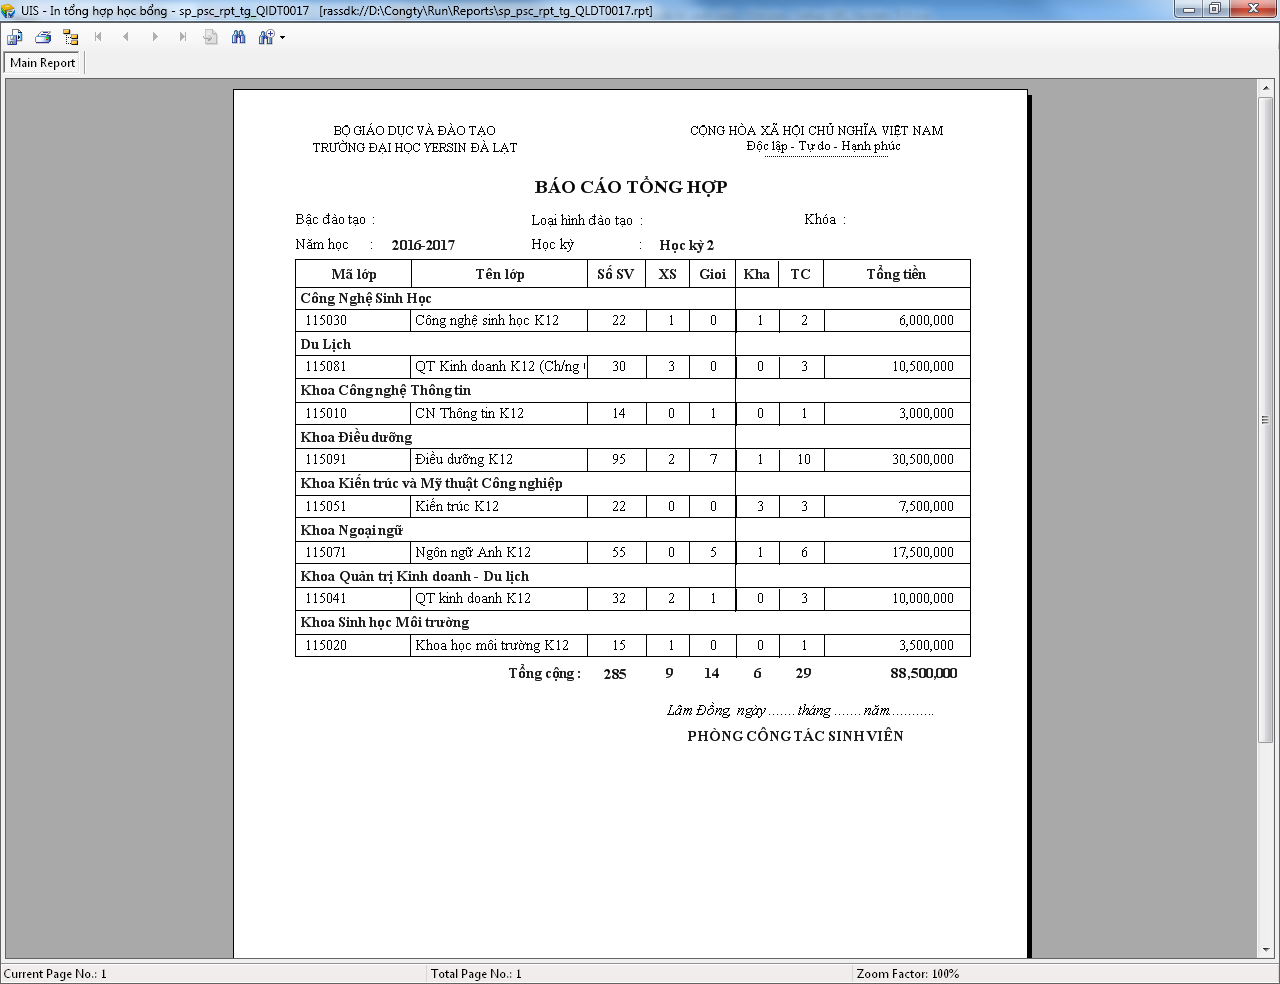 UIS - In tổng hợp học bổng - sp_psc_rpt_tg_QlDT0017 [rassdk://D:\Congty\Run\Reports\sp_psc_rpt_tg_QLDT0017.rpt]
Main Report
BỘ GIÁO DỤC VÀ ĐÀO TẠO CỘNG HÒA XÃ HỘI CHỦ NGHĨA VIỆT NAM
TRƯỜNG ĐẠI HỌC YERSIN ĐÀ LẠT Độc lập - Tự do - Hạnh phúc
BÁO CÁO TỔNG HỢP
Bậc đào tạo : Loại hình đào tạo : Khóa :
Năm học : 2016-2017 Học kỳ : Học kỳ 2
Mã lớp Tên lớp Số SV XS Gioi Kha TC Tổng tiền
Công Nghệ Sinh Học
115030 Công nghệ sinh học K12 22 1 0 1 2 6,000,000
Du Lịch
115081 QT Kinh doanh K12 (Ch/ng 30 3 0 0 3 10,500,000
Khoa Công nghệ Thông tin
115010 CN Thông tin K12 14 0 1 0 1 3,000,000
Khoa Điều dưỡng
115091 Điều dưỡng K12 95 2 7 1 10 30,500,000
Khoa Kiến trúc và Mỹ thuật Công nghiệp
115051 Kiến trúc K12 22 0 0 3 3 7,500,000
Khoa Ngoại ngữ
115071 Ngôn ngữ Anh K12 55 0 5 1 6 17,500,000
Khoa Quản trị Kinh doanh - Du lịch
115041 QT kinh doanh K12 32 2 1 0 3 10,000,000
Khoa Sinh học Môi trường
115020 Khoa học môi trường K12 15 1 0 0 1 3,500,000
Tổng cộng : 285 9 14 6 29 88,500,000
Lâm Đồng, ngày ....... tháng ....... năm...........
PHÒNG CÔNG TÁC SINH VIÊN
Current Page No.: 1 Total Page No.: 1 Zoom Factor: 100%